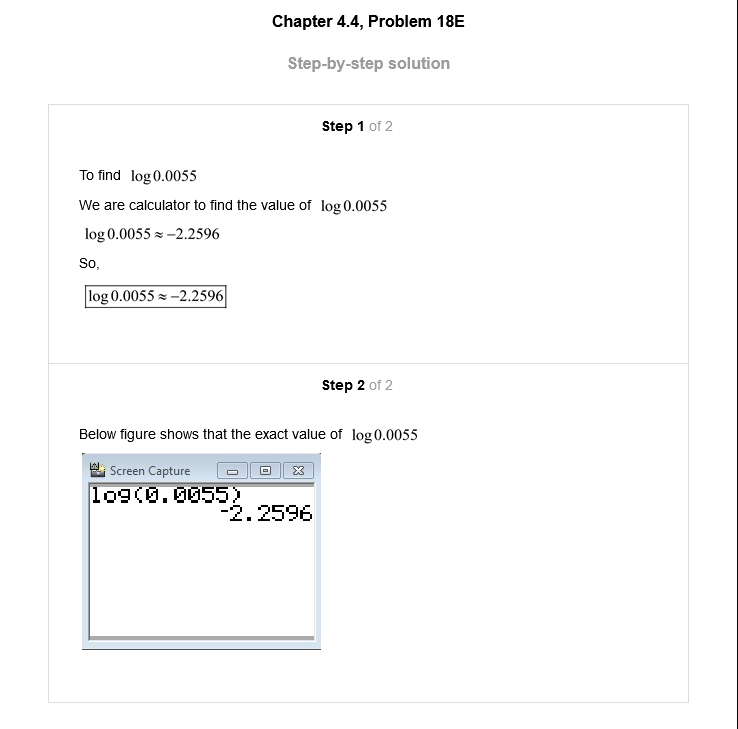 Chapter 4.4, Problem 18E
Step-by-step solution
Step 1 of 2
To find log 0.0055
We are calculator to find the value of log 0.0055
log 0.0055 ≈ −2.2596
So,
log 0.0055 ≈ −2.2596
Step 2 of 2
Below figure shows that the exact value of log 0.0055
Screen Capture
log(0.0055)
-2.2596